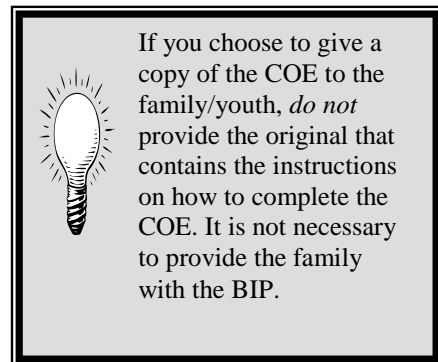 If you choose to give a
copy of the COE to the
family/youth, do not
provide the original that
contains the instructions
on how to complete the
COE. It is not necessary
to provide the family
with the BIP.